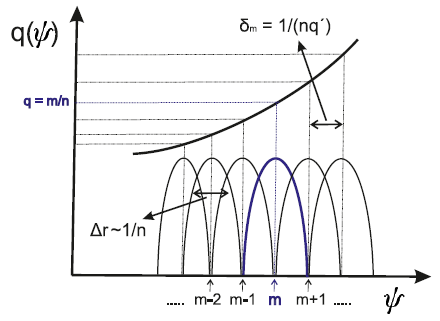 q(ψ)
δm = 1/(nq´)
q = m/n
Δr~1/n
..... m-2 m-1 m m+1 ..... ψ